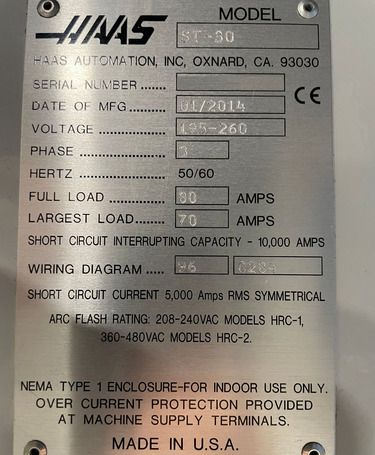 HAAS MODEL
ST-30
HAAS AUTOMATION, INC, OXNARD, CA. 93030
SERIAL NUMBER .......
DATE OF MFG ........... 01/2014
CE
VOLTAGE ................ 195-260
PHASE .................... 3
HERTZ .................... 50/60
FULL LOAD .............. 80 AMPS
LARGEST LOAD........ 70 AMPS
SHORT CIRCUIT INTERRUPTING CAPACITY - 10,000 AMPS
WIRING DIAGRAM ..... 96
SHORT CIRCUIT CURRENT 5,000 Amps RMS SYMMETRICAL
ARC FLASH RATING: 208-240VAC MODELS HRC-1,
360-480VAC MODELS HRC-2.
NEMA TYPE 1 ENCLOSURE-FOR INDOOR USE ONLY.
OVER CURRENT PROTECTION PROVIDED
AT MACHINE SUPPLY TERMINALS.
MADE IN U.S.A.